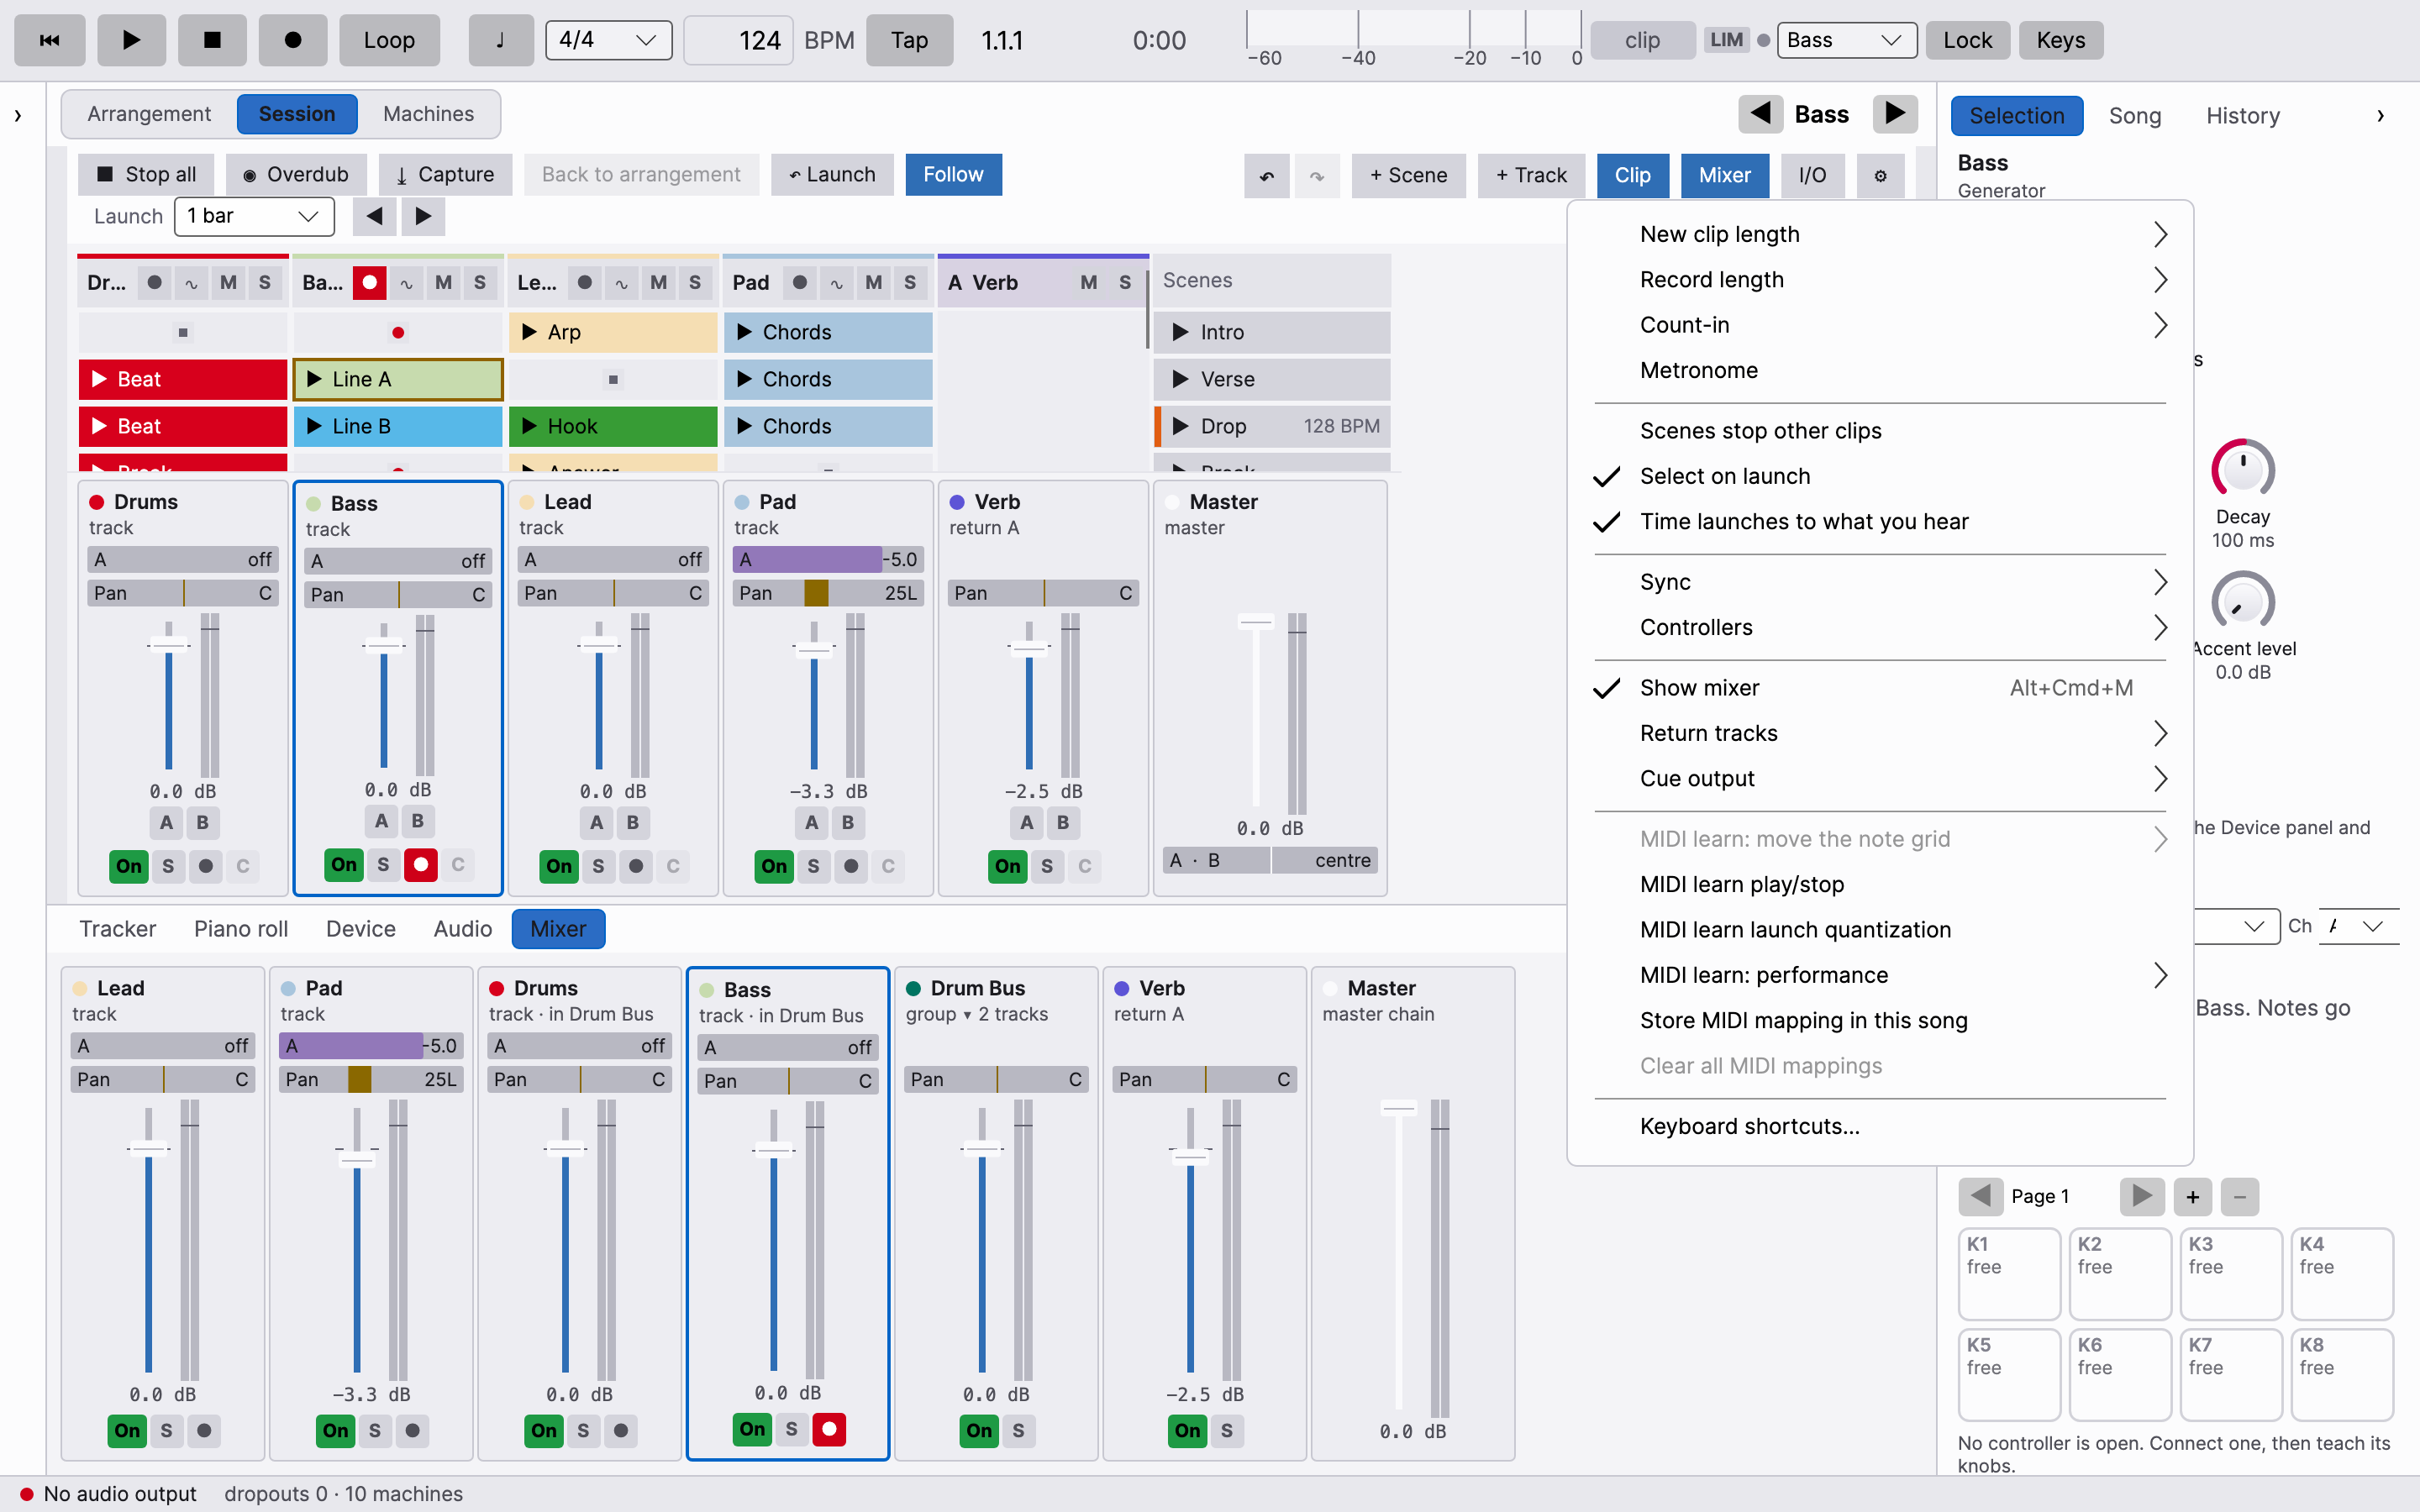 Loop
4/4
124 BPM
Tap
1.1.1
0:00
−60 −40 −20 −10 0
clip
LIM
Bass
Lock
Keys
Arrangement Session Machines
Bass
Selection Song History
Stop all
Overdub
Capture
Back to arrangement
Launch
Follow
+ Scene
+ Track
Clip
Mixer
I/O
Launch 1 bar
Bass
Generator
Dr... M S
Ba... M S
Le... M S
Pad M S
A Verb M S
Scenes
Arp Chords Intro
Beat Line A Chords Verse
Beat Line B Hook Chords Drop 128 BPM
Break Answer Break
New clip length
Record length
Count-in
Metronome
Scenes stop other clips
Select on launch
Time launches to what you hear
Sync
Controllers
Show mixer Alt+Cmd+M
Return tracks
Cue output
MIDI learn: move the note grid
MIDI learn play/stop
MIDI learn launch quantization
MIDI learn: performance
Store MIDI mapping in this song
Clear all MIDI mappings
Keyboard shortcuts...
s
Decay
100 ms
Accent level
0.0 dB
he Device panel and
Ch
Bass. Notes go
Drums
track
A off
Pan C
0.0 dB
A B
On S C
Bass
track
A off
Pan C
0.0 dB
A B
On S C
Lead
track
A off
Pan C
0.0 dB
A B
On S C
Pad
track
A -5.0
Pan 25L
−3.3 dB
A B
On S C
Verb
return A
Pan C
−2.5 dB
A B
On S C
Master
master
0.0 dB
A · B centre
Tracker Piano roll Device Audio Mixer
Lead
track
A off
Pan C
0.0 dB
On S
Pad
track
A -5.0
Pan 25L
−3.3 dB
On S
Drums
track · in Drum Bus
A off
Pan C
0.0 dB
On S
Bass
track · in Drum Bus
A off
Pan C
0.0 dB
On S
Drum Bus
group ▾ 2 tracks
Pan C
0.0 dB
On S
Verb
return A
Pan C
−2.5 dB
On S
Master
master chain
0.0 dB
Page 1 + −
K1 K2 K3 K4
free free free free
K5 K6 K7 K8
free free free free
No controller is open. Connect one, then teach its
knobs.
No audio output dropouts 0 · 10 machines